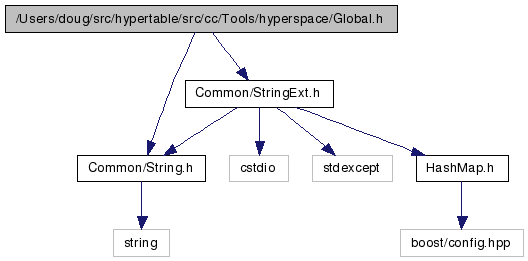 /Users/doug/src/hypertable/src/cc/Tools/hyperspace/Global.h
Common/StringExt.h
Common/String.h
cstdio
stdexcept
HashMap.h
string
boost/config.hpp